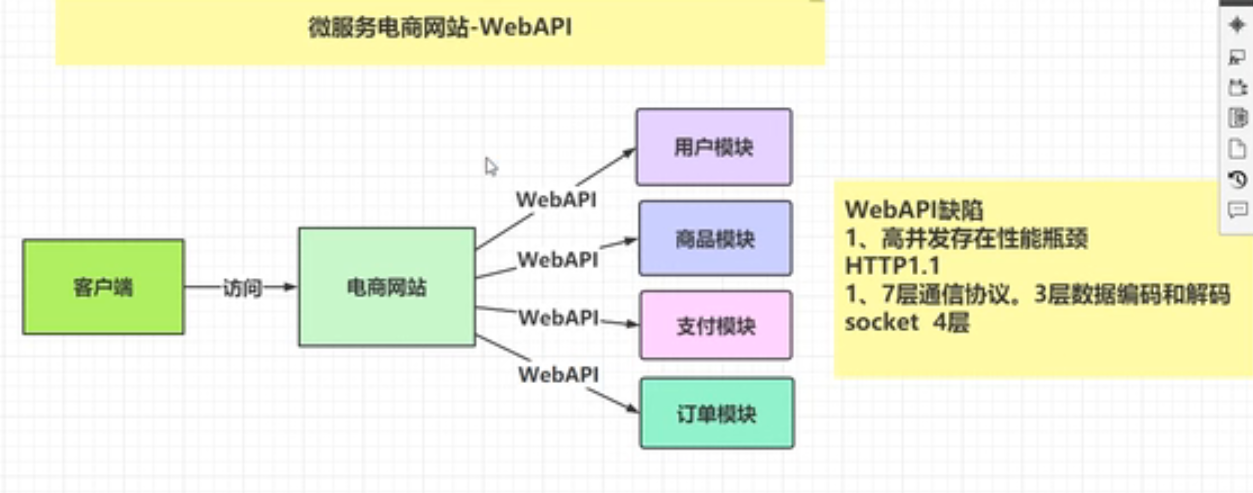 微服务电商网站-WebAPI
用户模块
WebAPI
商品模块
WebAPI
客户端
访问
电商网站
WebAPI
支付模块
WebAPI
订单模块
WebAPI缺陷
1、高并发存在性能瓶颈
HTTP1.1
1、7层通信协议。3层数据编码和解码
socket 4层